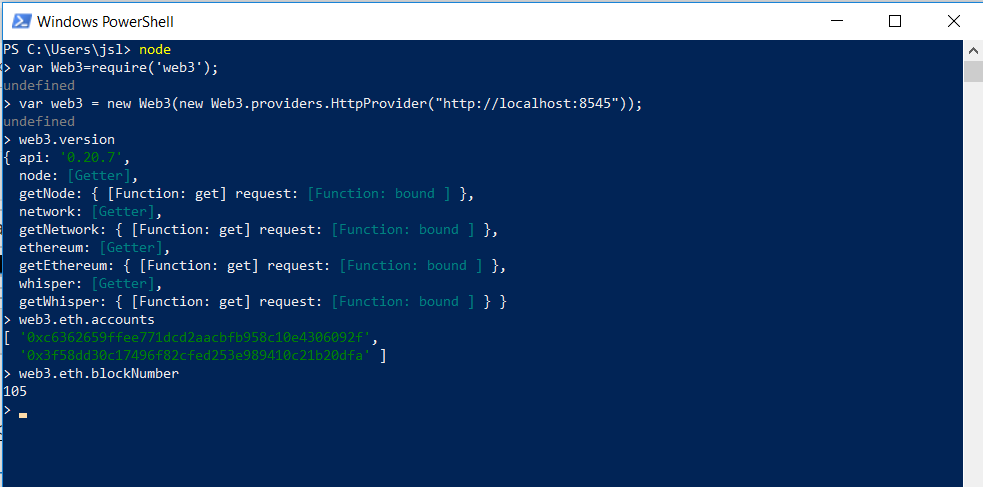 Windows PowerShell
PS C:\Users\jsl> node
> var Web3=require('web3');
undefined
> var web3 = new Web3(new Web3.providers.HttpProvider("http://localhost:8545"));
undefined
> web3.version
{ api: '0.20.7',
  node: [Getter],
  getNode: { [Function: get] request: [Function: bound ] },
  network: [Getter],
  getNetwork: { [Function: get] request: [Function: bound ] },
  ethereum: [Getter],
  getEthereum: { [Function: get] request: [Function: bound ] },
  whisper: [Getter],
  getWhisper: { [Function: get] request: [Function: bound ] } }
> web3.eth.accounts
[ '0xc6362659ffee771dcd2aacbfb958c10e4306092f',
  '0x3f58dd30c17496f82cfed253e989410c21b20dfa' ]
> web3.eth.blockNumber
105
>